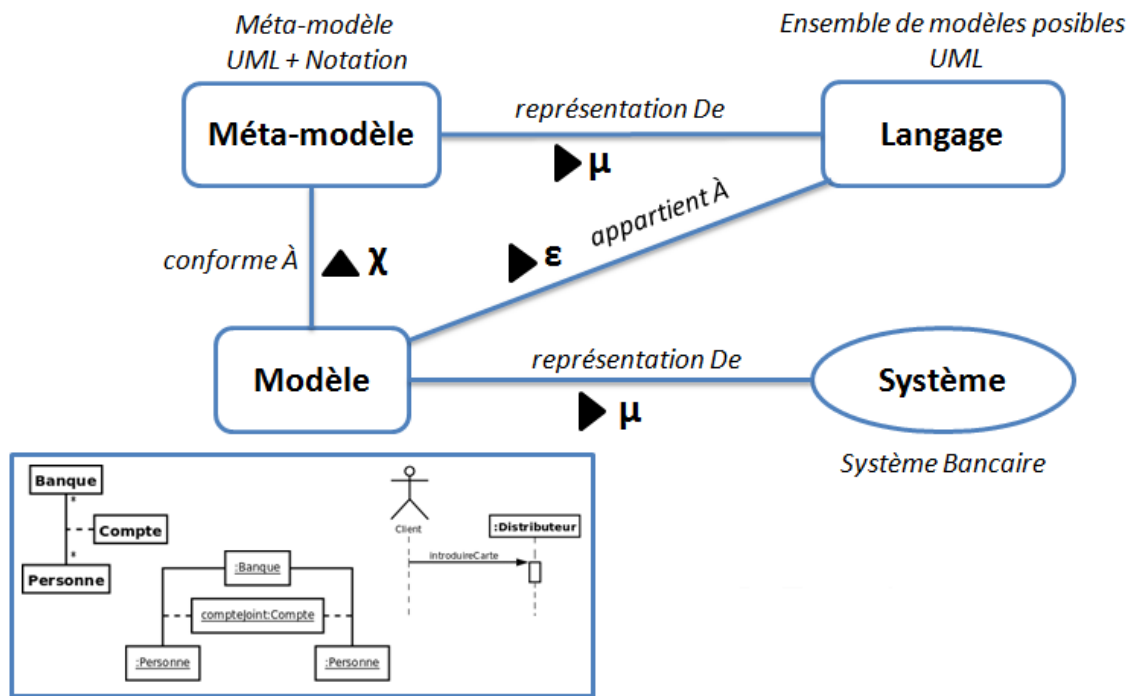 Méta-modèle
UML + Notation
Ensemble de modèles posibles
UML
Méta-modèle
représentation De
Langage
μ
appartient À
ε
conforme À
χ
Modèle
représentation De
Système
μ
Système Bancaire
Banque
*
Compte
*
Personne
Client
:Distributeur
introduireCarte
:Banque
compteJoint:Compte
:Personne
:Personne